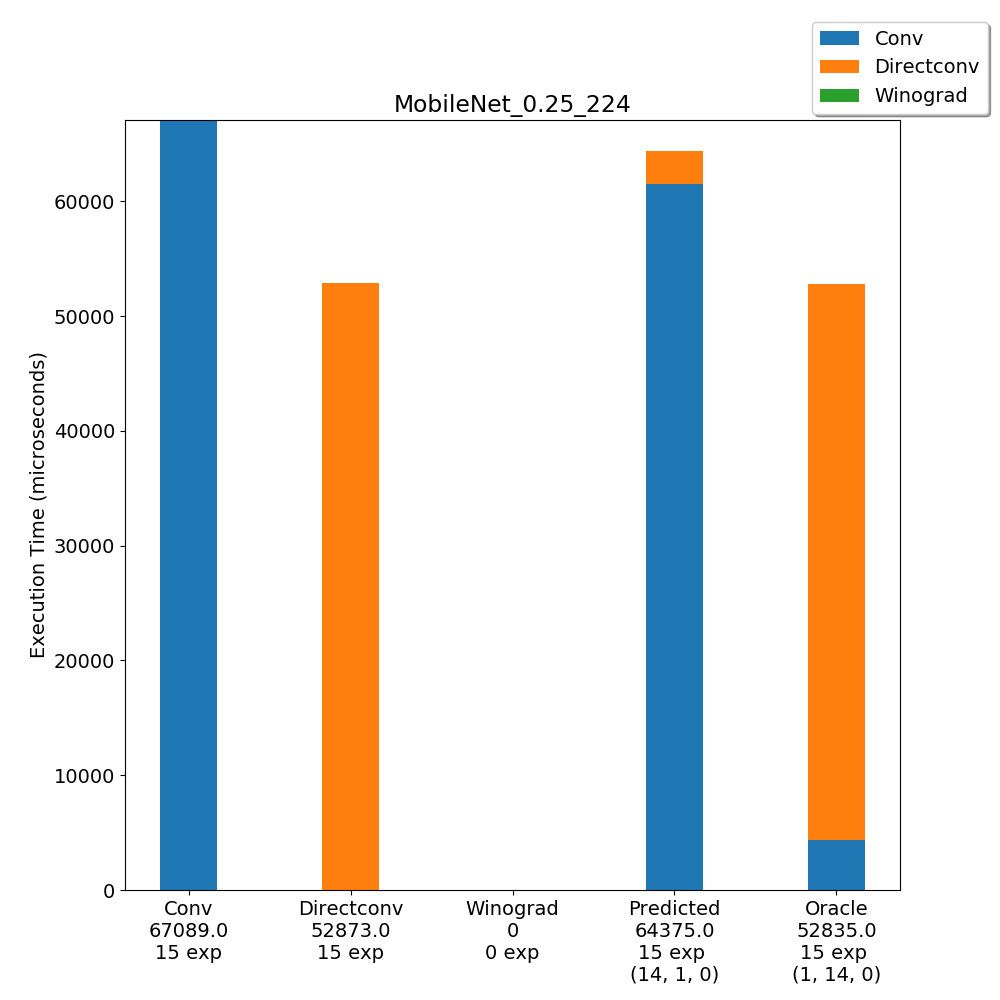 Conv
Directconv
Winograd
MobileNet_0.25_224
Execution Time (microseconds)
60000
50000
40000
30000
20000
10000
0
Conv Directconv Winograd Predicted Oracle
67089.0 52873.0 0 64375.0 52835.0
15 exp 15 exp 0 exp 15 exp 15 exp
(14, 1, 0) (1, 14, 0)